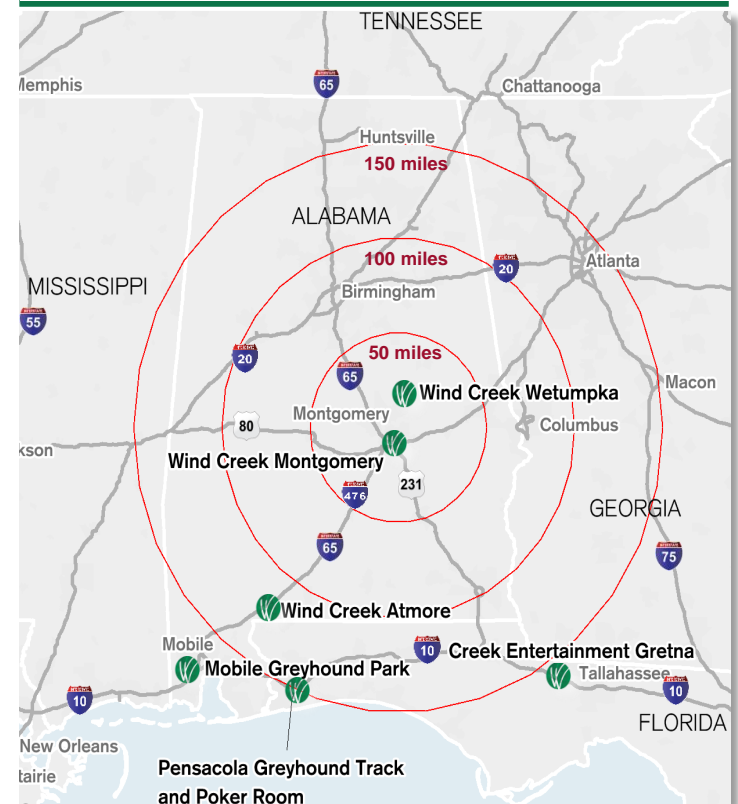 TENNESSEE
Memphis
65
Chattanooga
Huntsville
150 miles
ALABAMA
100 miles
Atlanta
20
MISSISSIPPI
Birmingham
55
50 miles
20
65
Macon
Wind Creek Wetumpka
Montgomery
80
Columbus
kson
Wind Creek Montgomery
231
476
GEORGIA
65
75
Wind Creek Atmore
Mobile
10
Creek Entertainment Gretna
Mobile Greyhound Park
Tallahassee
10
10
FLORIDA
New Orleans
tairie
Pensacola Greyhound Track
and Poker Room